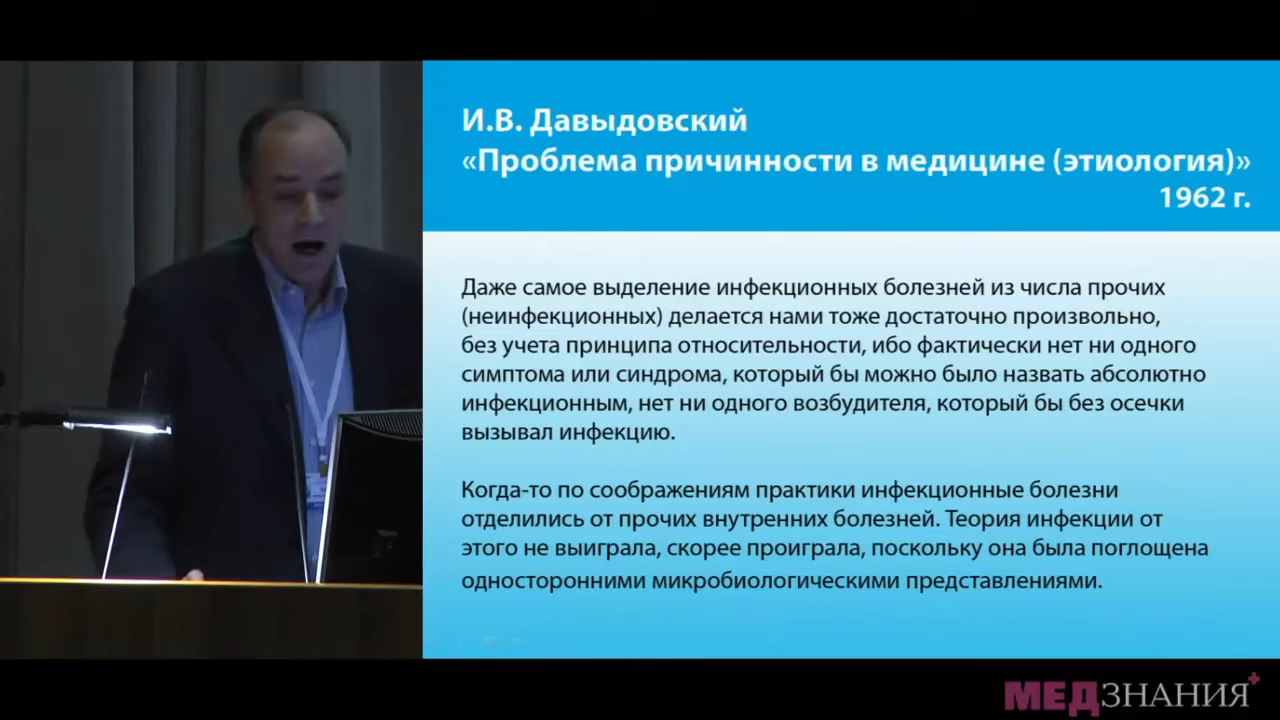 И.В. Давыдовский
«Проблема причинности в медицине (этиология)»
1962 г.
Даже самое выделение инфекционных болезней из числа прочих
(неинфекционных) делается нами тоже достаточно произвольно,
без учета принципа относительности, ибо фактически нет ни одного
симптома или синдрома, который бы можно было назвать абсолютно
инфекционным, нет ни одного возбудителя, который бы без осечки
вызывал инфекцию.
Когда-то по соображениям практики инфекционные болезни
отделились от прочих внутренних болезней. Теория инфекции от
этого не выиграла, скорее проиграла, поскольку она была поглощена
односторонними микробиологическими представлениями.
МЕДЗНАНИЯ+